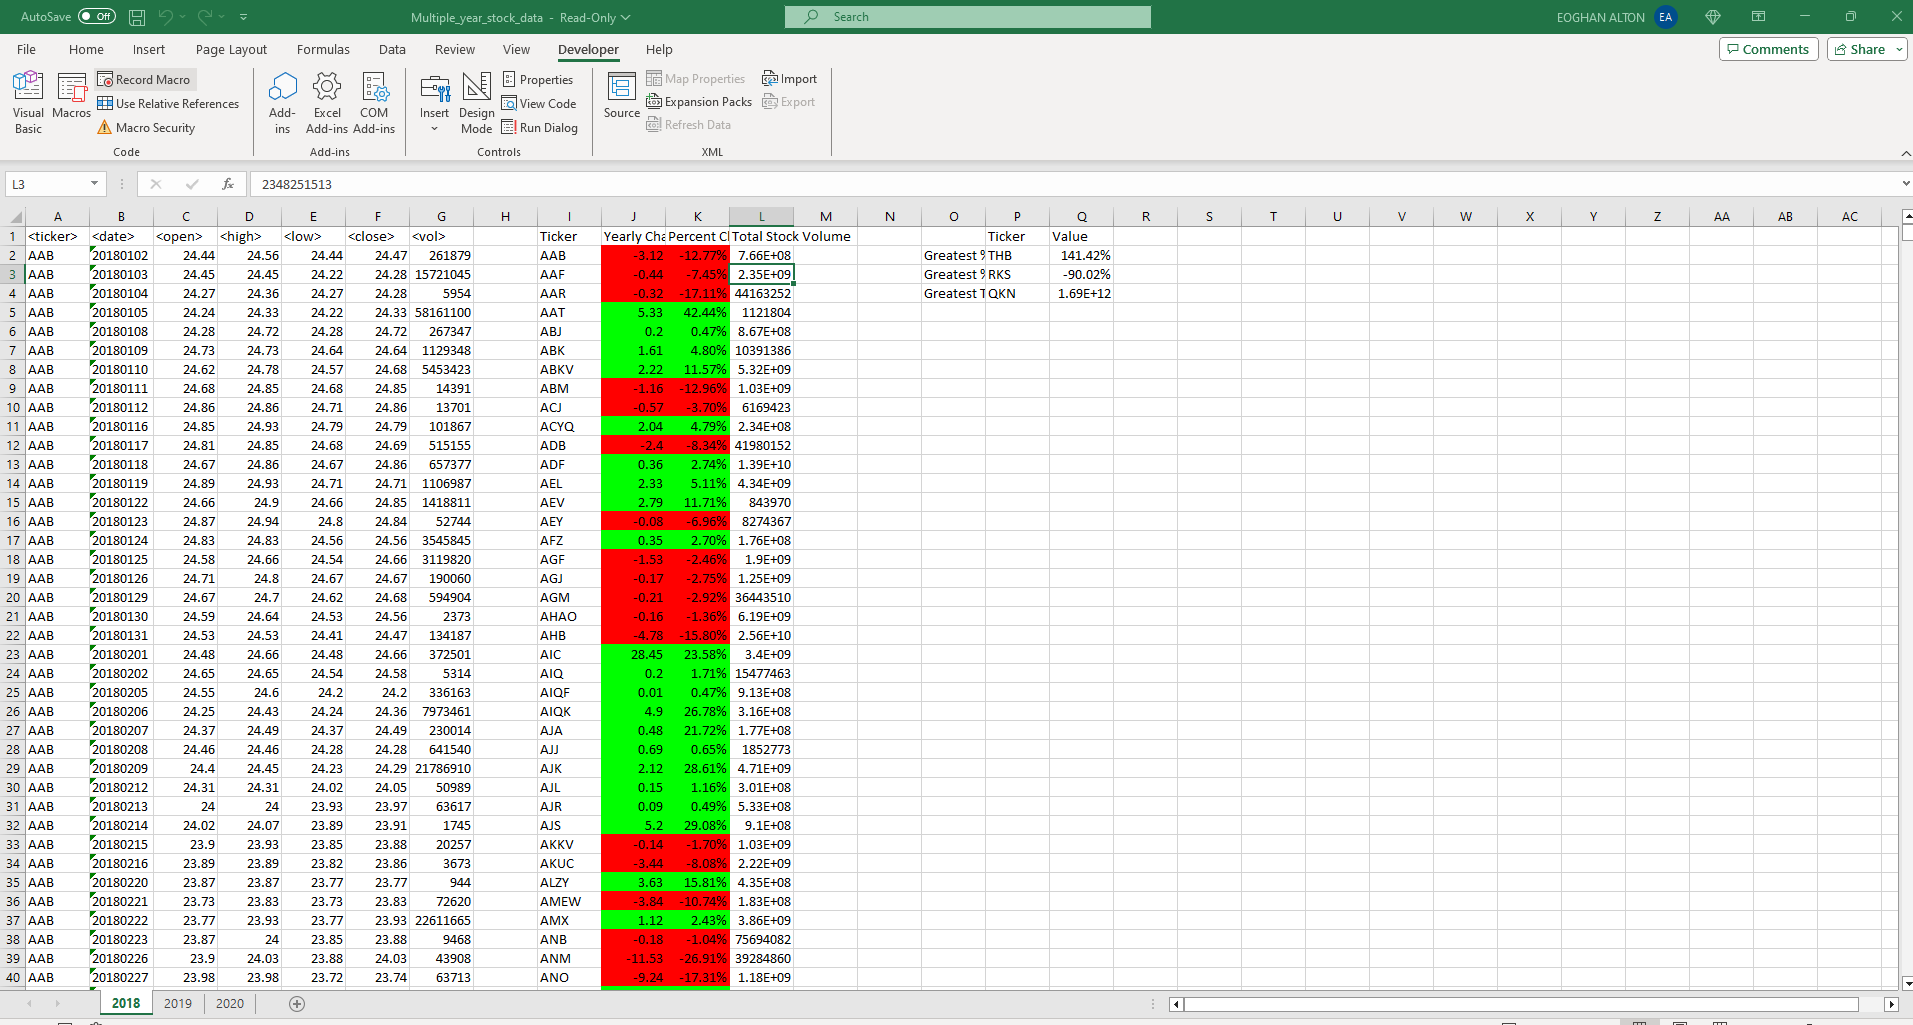 AutoSave Off Multiple_year_stock_data - Read-Only Search EOGHAN ALTON EA
File Home Insert Page Layout Formulas Data Review View Developer Help Comments Share
Visual Basic Macros Record Macro Use Relative References Macro Security Code
Add-ins Excel Add-ins COM Add-ins Add-ins
Insert Design Mode Properties View Code Run Dialog Controls
Source Map Properties Expansion Packs Refresh Data Import Export XML
L3 fx 2348251513
A B C D E F G H I J K L M N O P Q R S T U V W X Y Z AA AB AC
1 <ticker> <date> <open> <high> <low> <close> <vol> Ticker Yearly Cha Percent C Total Stock Volume Ticker Value
2 AAB 20180102 24.44 24.56 24.44 24.47 261879 AAB -3.12 -12.77% 7.66E+08 Greatest % THB 141.42%
3 AAB 20180103 24.45 24.45 24.22 24.28 15721045 AAF -0.44 -7.45% 2.35E+09 Greatest % RKS -90.02%
4 AAB 20180104 24.27 24.36 24.27 24.28 5954 AAR -0.32 -17.11% 44163252 Greatest T QKN 1.69E+12
5 AAB 20180105 24.24 24.33 24.22 24.33 58161100 AAT 5.33 42.44% 1121804
6 AAB 20180108 24.28 24.72 24.28 24.72 267347 ABJ 0.2 0.47% 8.67E+08
7 AAB 20180109 24.73 24.73 24.64 24.64 1129348 ABK 1.61 4.80% 10391386
8 AAB 20180110 24.62 24.78 24.57 24.68 5453423 ABKV 2.22 11.57% 5.32E+09
9 AAB 20180111 24.68 24.85 24.68 24.85 14391 ABM -1.16 -12.96% 1.03E+09
10 AAB 20180112 24.86 24.86 24.71 24.86 13701 ACJ -0.57 -3.70% 6169423
11 AAB 20180116 24.85 24.93 24.79 24.79 101867 ACYQ 2.04 4.79% 2.34E+08
12 AAB 20180117 24.81 24.85 24.68 24.69 515155 ADB -2.4 -8.34% 41980152
13 AAB 20180118 24.67 24.86 24.67 24.86 657377 ADF 0.36 2.74% 1.39E+10
14 AAB 20180119 24.89 24.93 24.71 24.71 1106987 AEL 2.33 5.11% 4.34E+09
15 AAB 20180122 24.66 24.9 24.66 24.85 1418811 AEV 2.79 11.71% 843970
16 AAB 20180123 24.87 24.94 24.8 24.84 52744 AEY -0.08 -6.96% 8274367
17 AAB 20180124 24.83 24.83 24.56 24.56 3545845 AFZ 0.35 2.70% 1.76E+08
18 AAB 20180125 24.58 24.66 24.54 24.66 3119820 AGF -1.53 -2.46% 1.9E+09
19 AAB 20180126 24.71 24.8 24.67 24.67 190060 AGJ -0.17 -2.75% 1.25E+09
20 AAB 20180129 24.67 24.7 24.62 24.68 594904 AGM -0.21 -2.92% 36443510
21 AAB 20180130 24.59 24.64 24.53 24.56 2373 AHAO -0.16 -1.36% 6.19E+09
22 AAB 20180131 24.53 24.53 24.41 24.47 134187 AHB -4.78 -15.80% 2.56E+10
23 AAB 20180201 24.48 24.66 24.48 24.66 372501 AIC 28.45 23.58% 3.4E+09
24 AAB 20180202 24.65 24.65 24.54 24.58 5314 AIQ 0.2 1.71% 15477463
25 AAB 20180205 24.55 24.6 24.2 24.2 336163 AIQF 0.01 0.47% 9.13E+08
26 AAB 20180206 24.25 24.43 24.24 24.36 7973461 AIQK 4.9 26.78% 3.16E+08
27 AAB 20180207 24.37 24.49 24.37 24.49 230014 AJA 0.48 21.72% 1.77E+08
28 AAB 20180208 24.46 24.46 24.28 24.28 641540 AJJ 0.69 0.65% 1852773
29 AAB 20180209 24.4 24.45 24.23 24.29 21786910 AJK 2.12 28.61% 4.71E+09
30 AAB 20180212 24.31 24.31 24.02 24.05 50989 AJL 0.15 1.16% 3.01E+08
31 AAB 20180213 24 24 23.93 23.97 63617 AJR 0.09 0.49% 5.33E+08
32 AAB 20180214 24.02 24.07 23.89 23.91 1745 AJS 5.2 29.08% 9.1E+08
33 AAB 20180215 23.9 23.93 23.85 23.88 20257 AKKV -0.14 -1.70% 1.03E+09
34 AAB 20180216 23.89 23.89 23.82 23.86 3673 AKUC -3.44 -8.08% 2.22E+09
35 AAB 20180220 23.87 23.87 23.77 23.77 944 ALZY 3.63 15.81% 4.35E+08
36 AAB 20180221 23.73 23.83 23.73 23.83 72620 AMEW -3.84 -10.74% 1.83E+08
37 AAB 20180222 23.77 23.93 23.77 23.93 22611665 AMX 1.12 2.43% 3.86E+09
38 AAB 20180223 23.87 24 23.85 23.88 9468 ANB -0.18 -1.04% 75694082
39 AAB 20180226 23.9 24.03 23.88 24.03 43908 ANM -11.53 -26.91% 39284860
40 AAB 20180227 23.98 23.98 23.72 23.74 63713 ANO -9.24 -17.31% 1.18E+09
2018 2019 2020